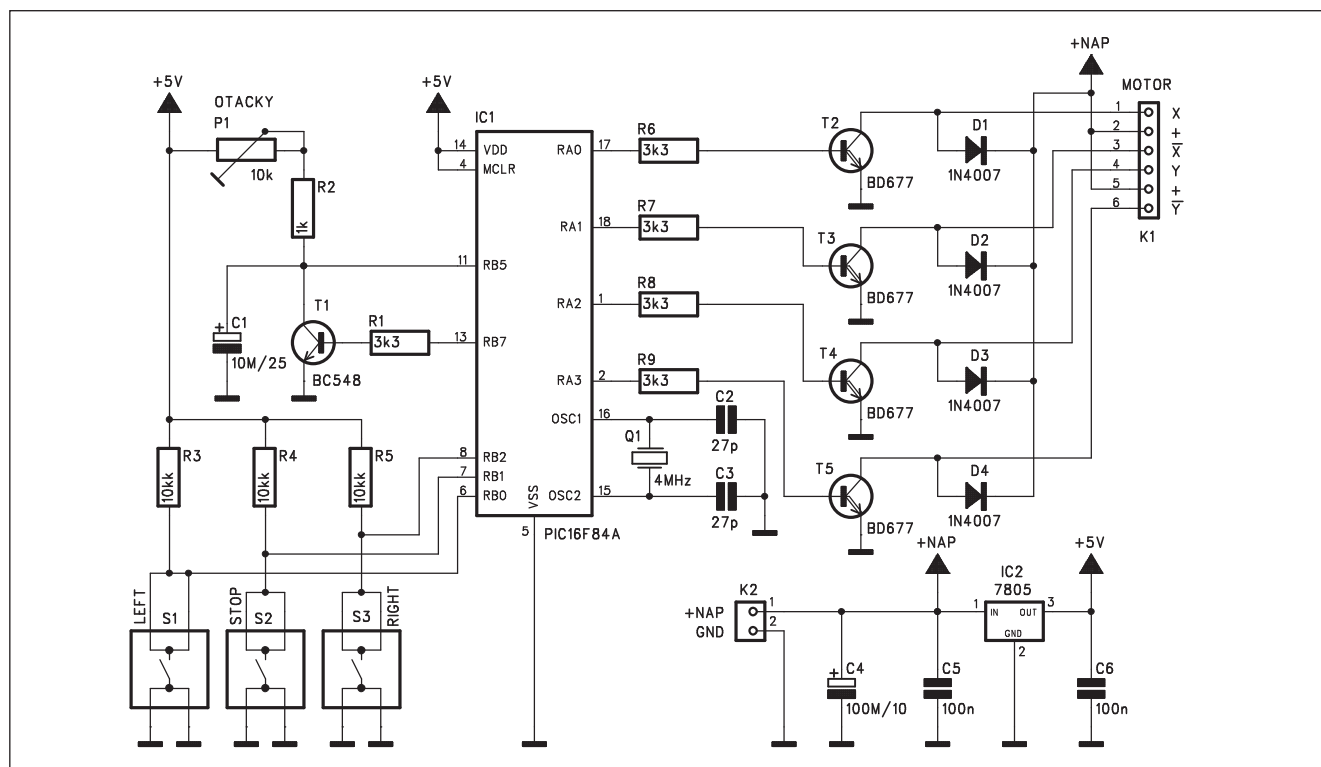 +NAP
MOTOR
+5V
+5V
OTACKY
P1
10k
R2
1k
IC1
14
VDD
4
MCLR
RA0
17
R6
3k3
T2
BD677
D1
1N4007
1
X
2
+
3
X̅
4
Y
5
+
6
Y̅
K1
RA1
18
R7
3k3
T3
BD677
D2
1N4007
11
RB5
C1
+
10M/25
T1
BC548
R1
3k3
13
RB7
RA2
1
R8
3k3
T4
BD677
D3
1N4007
RA3
2
R9
3k3
OSC1
16
C2
27p
Q1
4MHz
C3
27p
OSC2
15
T5
BD677
D4
1N4007
R3
10kk
R4
10kk
R5
10kk
8
RB2
7
RB1
6
RB0
VSS
5
PIC16F84A
LEFT
S1
STOP
S2
S3
RIGHT
+NAP
+5V
K2
+NAP
1
GND
2
IC2
7805
1
IN
OUT
3
GND
2
+
C4
100M/10
C5
100n
C6
100n